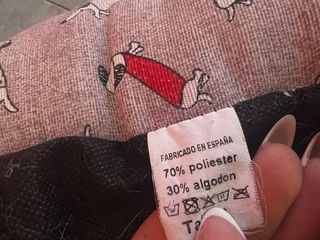 FABRICADO EN ESPAÑA
70% poliester
30% algodon